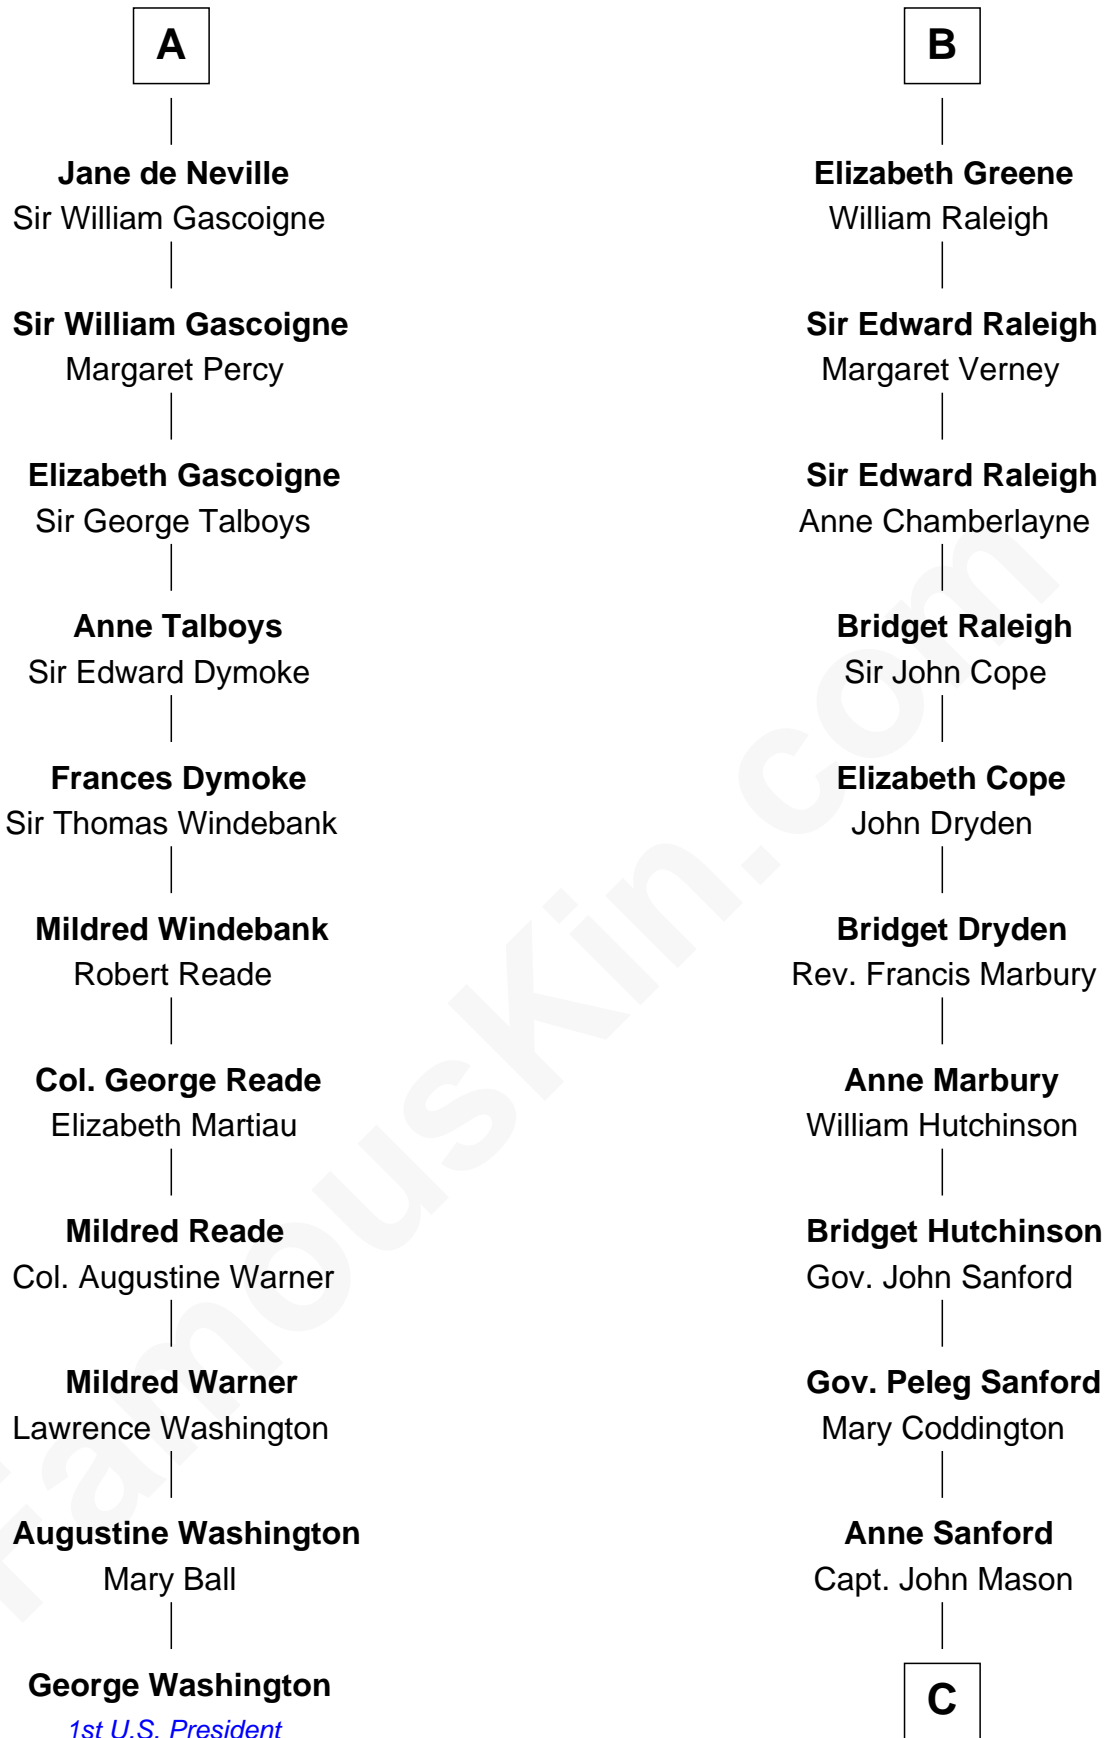 A
Jane de Neville
Sir William Gascoigne
Sir William Gascoigne
Margaret Percy
Elizabeth Gascoigne
Sir George Talboys
Anne Talboys
Sir Edward Dymoke
Frances Dymoke
Sir Thomas Windebank
Mildred Windebank
Robert Reade
Col. George Reade
Elizabeth Martiau
Mildred Reade
Col. Augustine Warner
Mildred Warner
Lawrence Washington
Augustine Washington
Mary Ball
George Washington
1st U.S. President
B
Elizabeth Greene
William Raleigh
Sir Edward Raleigh
Margaret Verney
Sir Edward Raleigh
Anne Chamberlayne
Bridget Raleigh
Sir John Cope
Elizabeth Cope
John Dryden
Bridget Dryden
Rev. Francis Marbury
Anne Marbury
William Hutchinson
Bridget Hutchinson
Gov. John Sanford
Gov. Peleg Sanford
Mary Coddington
Anne Sanford
Capt. John Mason
C
FamousKin.com